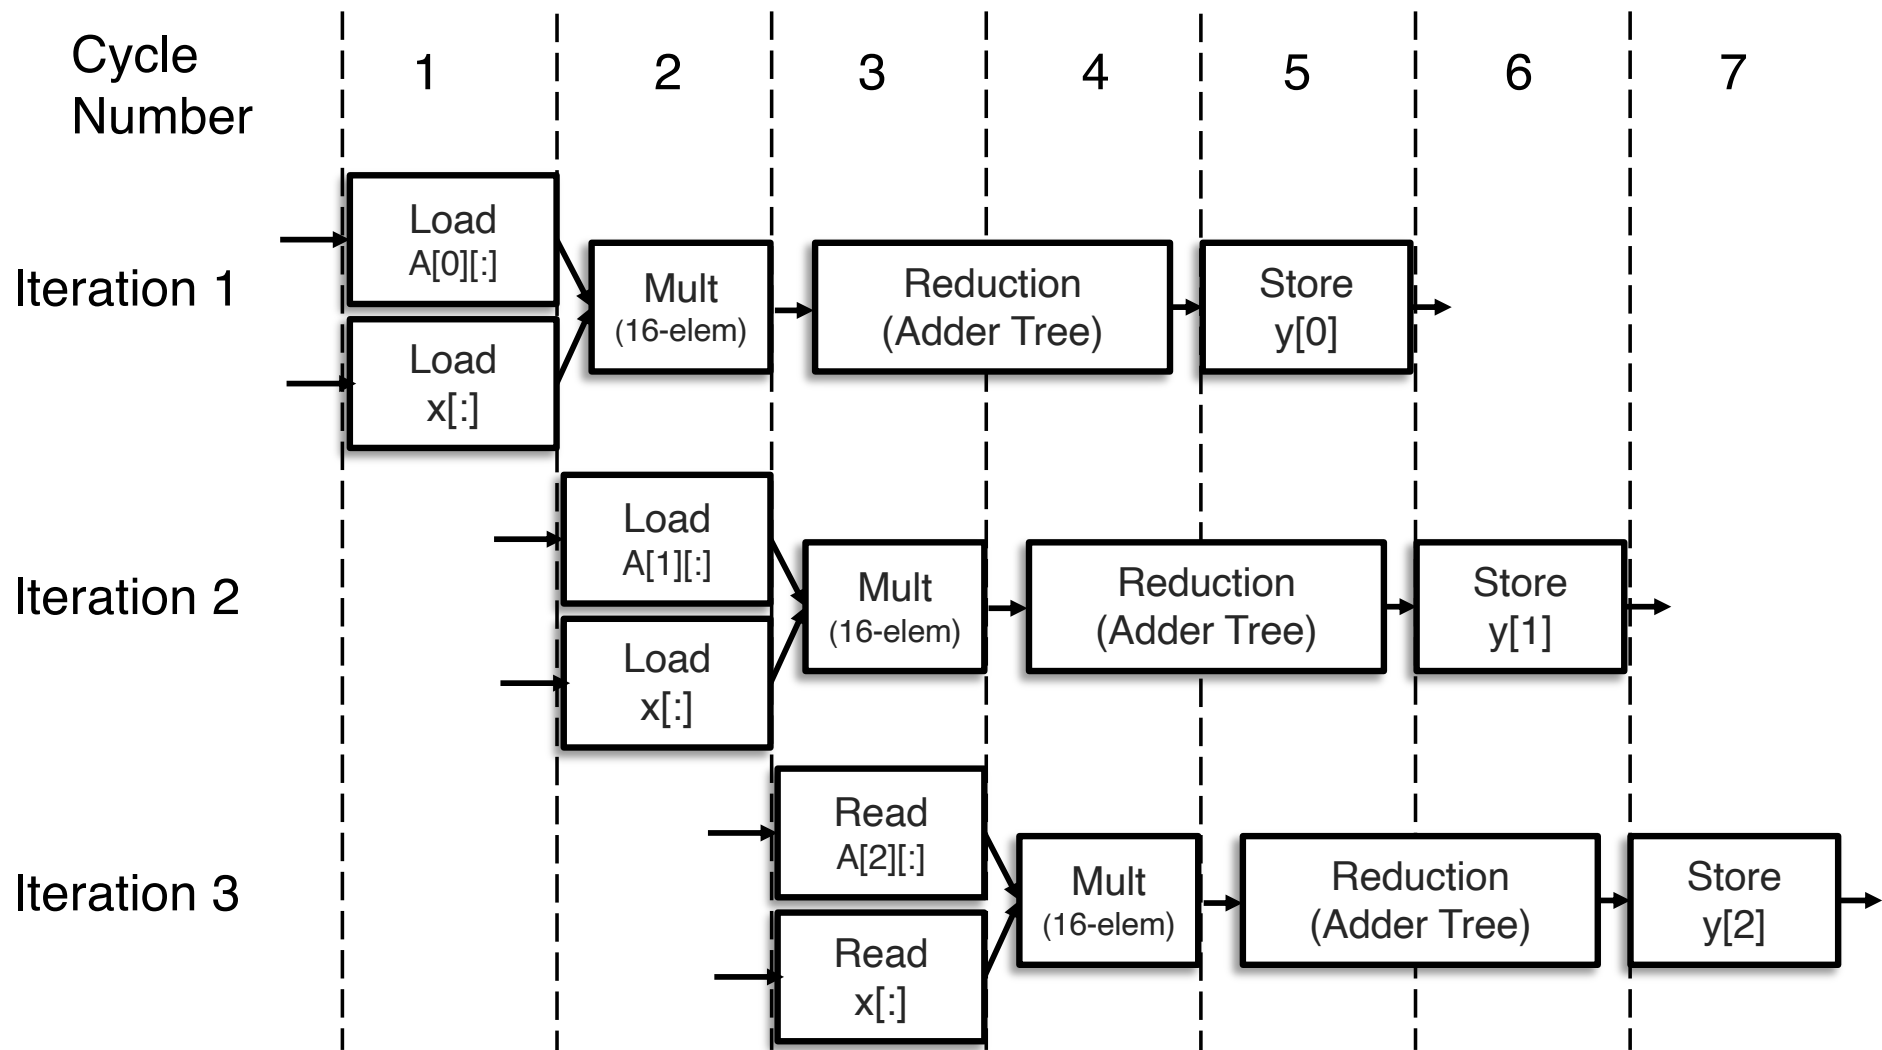 Cycle
Number
1 2 3 4 5 6 7
Iteration 1
Load
A[0][:]
Load
x[:]
Mult
(16-elem)
Reduction
(Adder Tree)
Store
y[0]
Iteration 2
Load
A[1][:]
Load
x[:]
Mult
(16-elem)
Reduction
(Adder Tree)
Store
y[1]
Iteration 3
Read
A[2][:]
Read
x[:]
Mult
(16-elem)
Reduction
(Adder Tree)
Store
y[2]